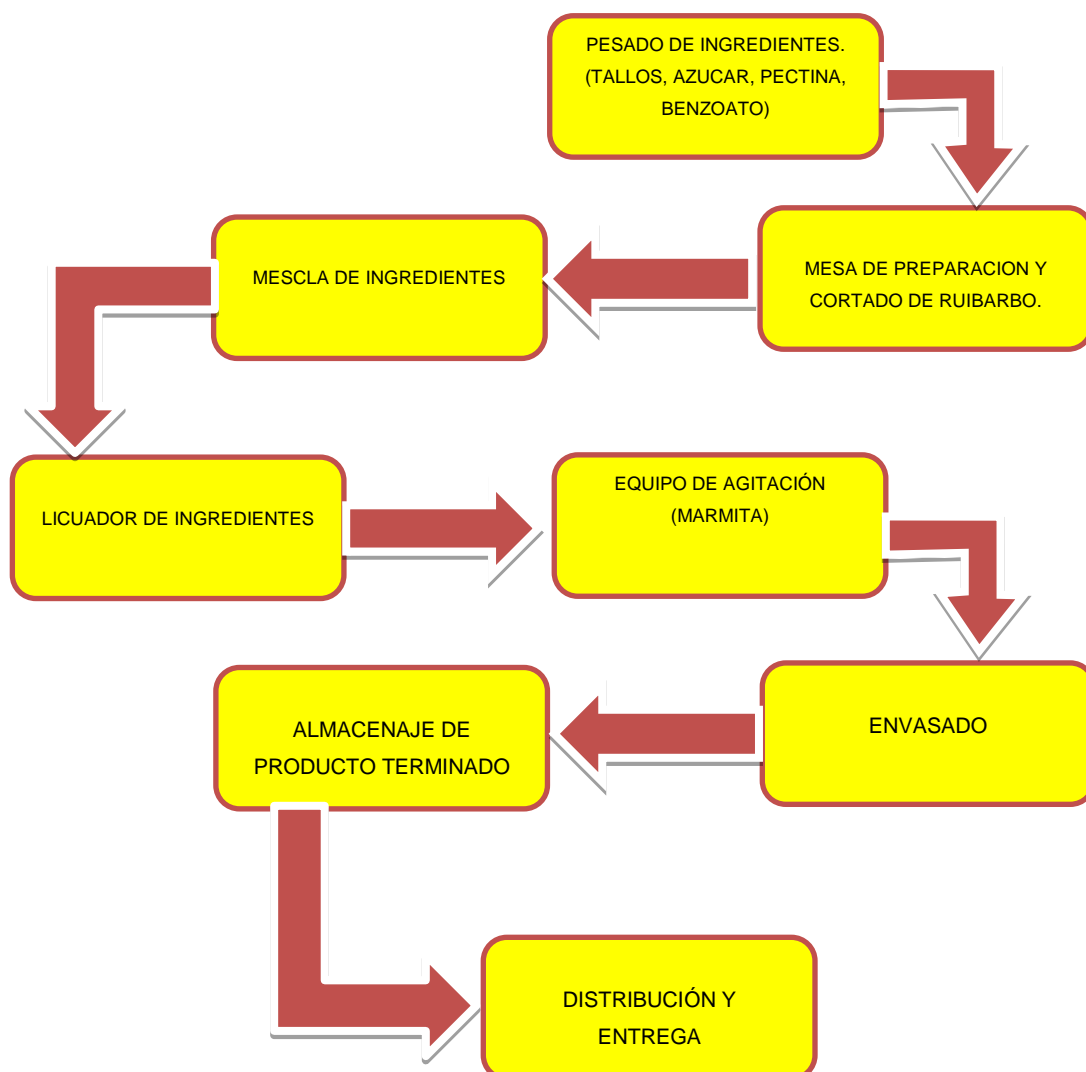 PESADO DE INGREDIENTES.
(TALLOS, AZUCAR, PECTINA,
BENZOATO)
MESA DE PREPARACION Y
CORTADO DE RUIBARBO.
MESCLA DE INGREDIENTES
LICUADOR DE INGREDIENTES
EQUIPO DE AGITACIÓN
(MARMITA)
ENVASADO
ALMACENAJE DE
PRODUCTO TERMINADO
DISTRIBUCIÓN Y
ENTREGA